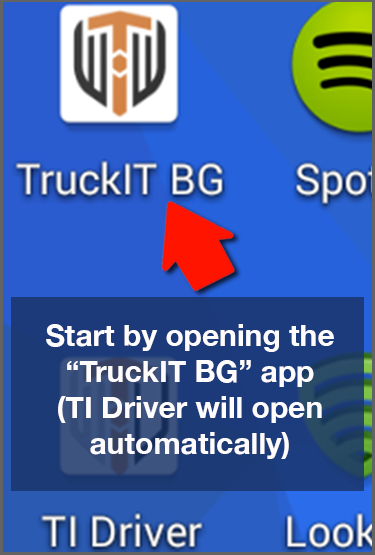 TruckIT BG
Spot
Start by opening the
“TruckIT BG” app
(TI Driver will open
automatically)
TI Driver
Look